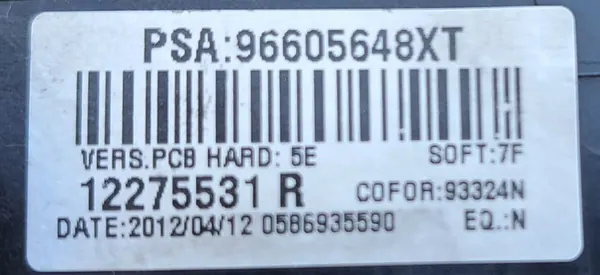 PSA:96605648XT
VERS.PCB HARD: 5E SOFT:7F
12275531 R COFOR:93324N
DATE:2012/04/12 0586935590 EQ.:N